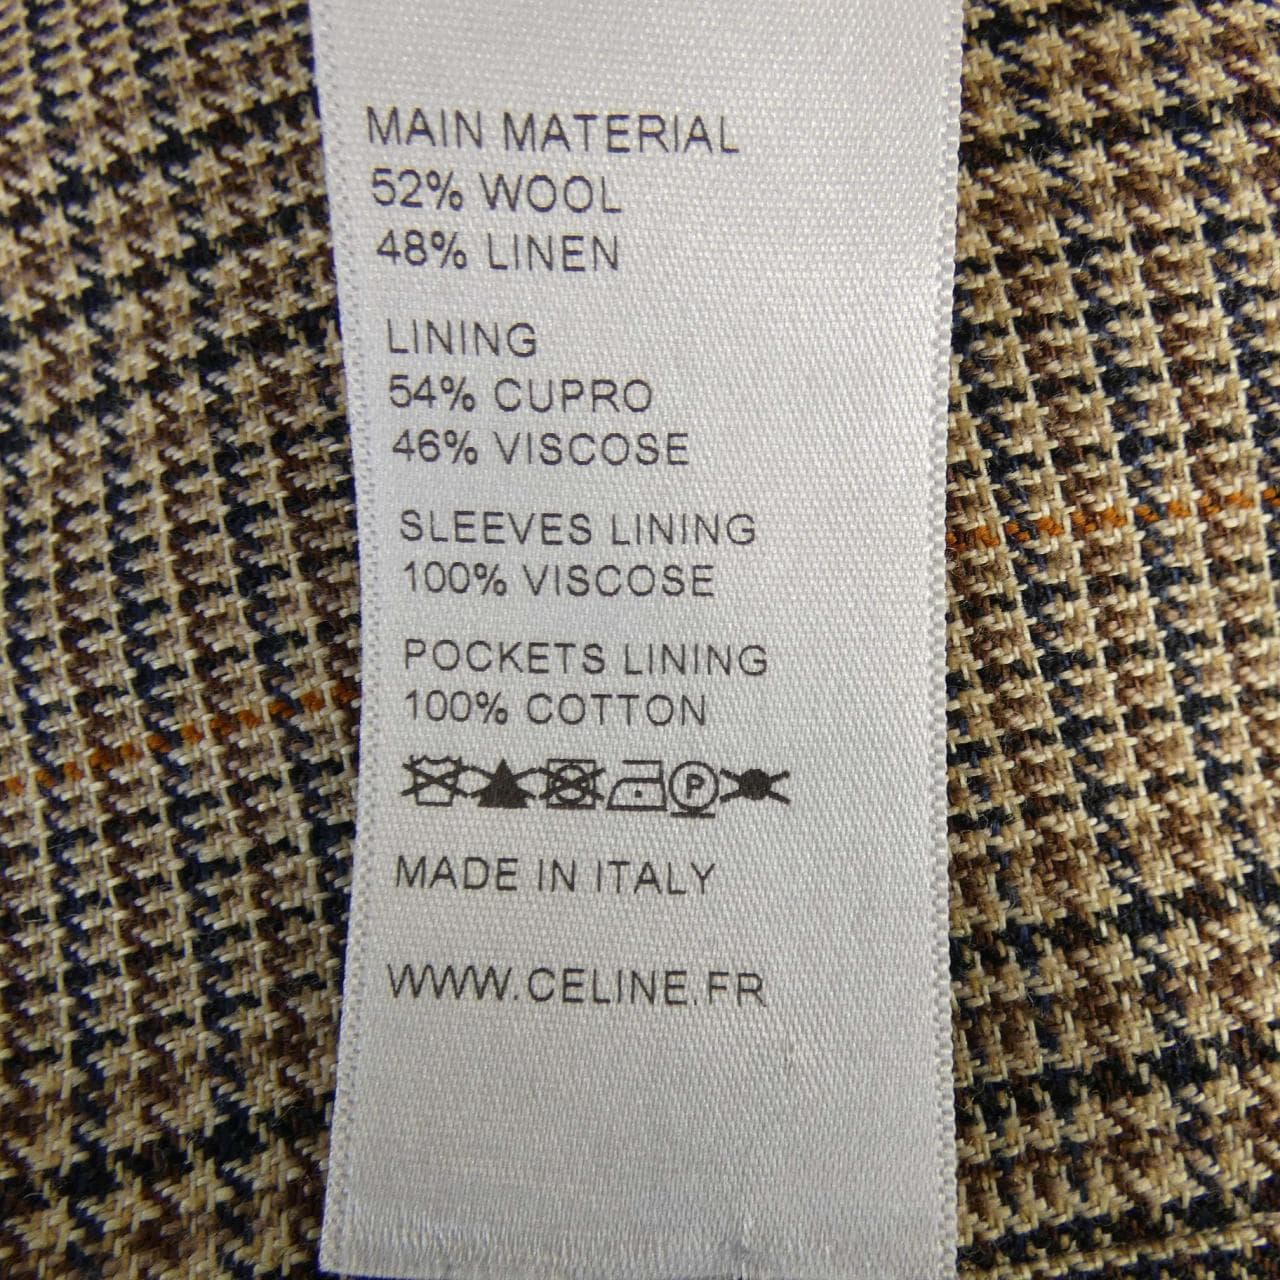 MAIN MATERIAL
52% WOOL
48% LINEN
LINING
54% CUPRO
46% VISCOSE
SLEEVES LINING
100% VISCOSE
POCKETS LINING
100% COTTON
P
MADE IN ITALY
WWW.CELINE.FR